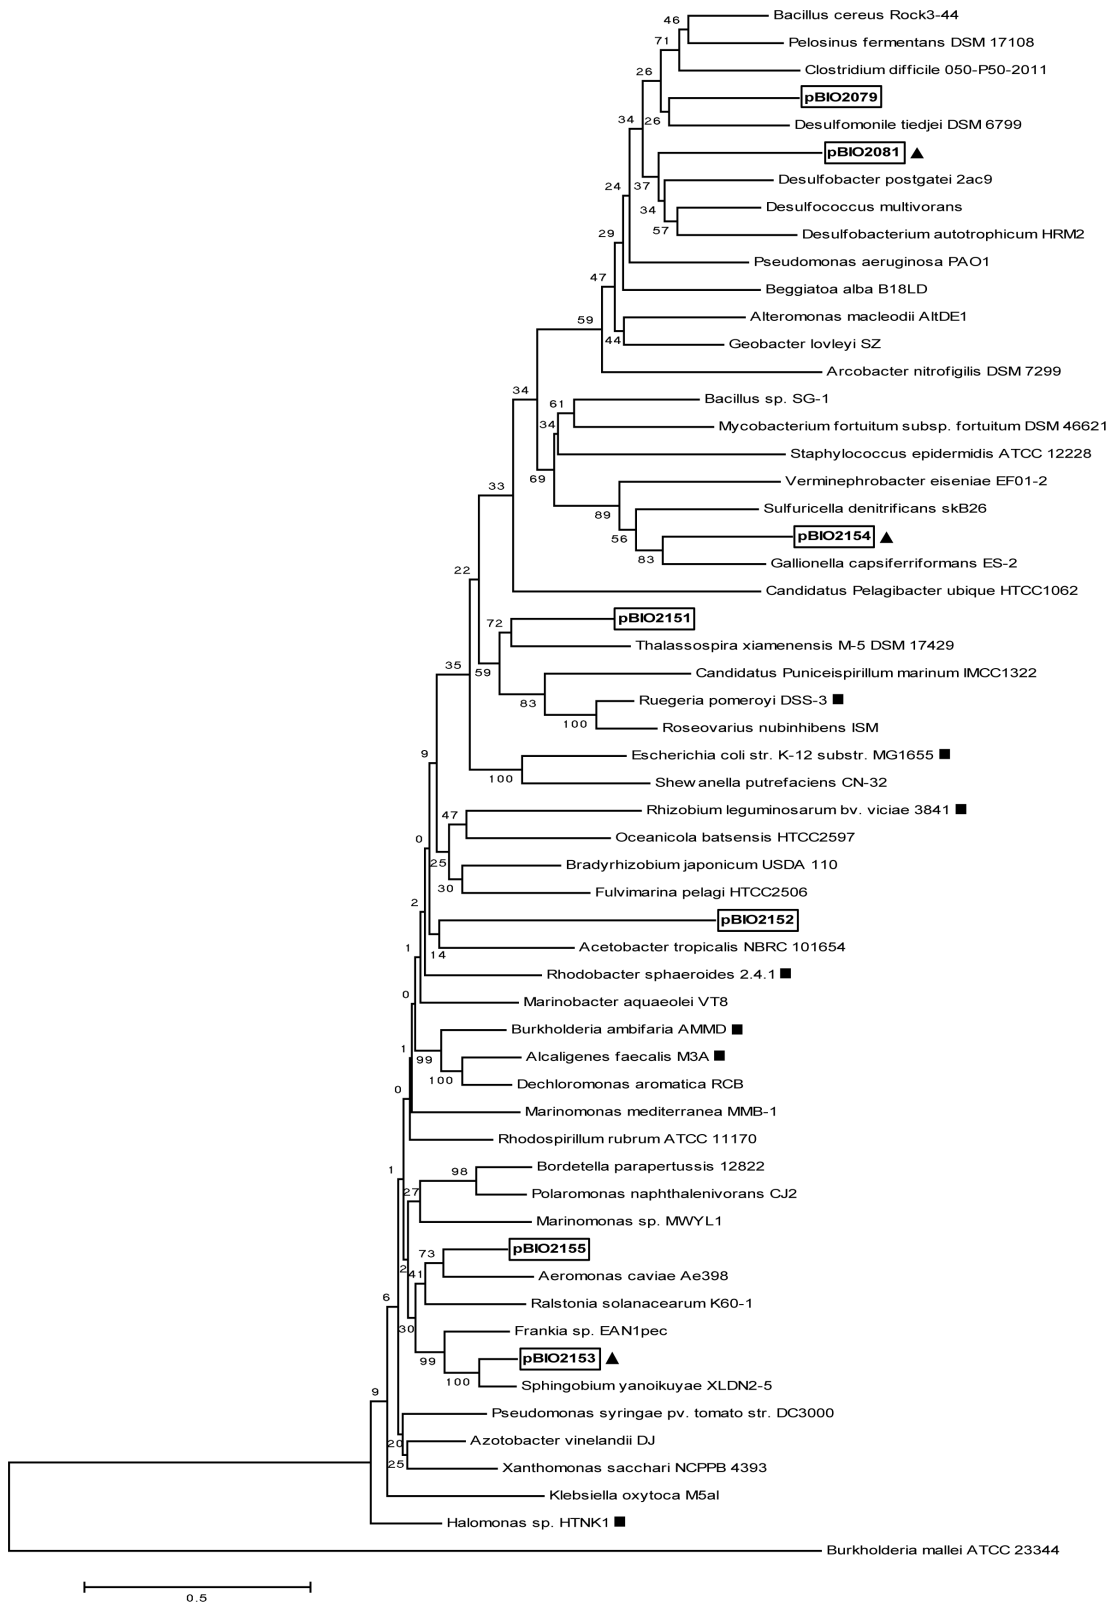 46
Bacillus cereus Rock3-44
71
Pelosinus fermentans DSM 17108
26
Clostridium difficile 050-P50-2011
pBIO2079
34
26
Desulfomonile tiedjei DSM 6799
pBIO2081 ▲
24
37
Desulfobacter postgatei 2ac9
34
Desulfococcus multivorans
29
57
Desulfobacterium autotrophicum HRM2
Pseudomonas aeruginosa PAO1
47
Beggiatoa alba B18LD
59
Alteromonas macleodii AltDE1
44
Geobacter lovleyi SZ
Arcobacter nitrofigilis DSM 7299
34
61
Bacillus sp. SG-1
34
Mycobacterium fortuitum subsp. fortuitum DSM 46621
Staphylococcus epidermidis ATCC 12228
33
69
Verminephrobacter eiseniae EF01-2
89
Sulfuricella denitrificans skB26
56
pBIO2154 ▲
83
Gallionella capsiferriformans ES-2
22
Candidatus Pelagibacter ubique HTCC1062
72
pBIO2151
Thalassospira xiamenensis M-5 DSM 17429
35
59
Candidatus Puniceispirillum marinum IMCC1322
83
Ruegeria pomeroyi DSS-3 ■
100
Roseovarius nubinhibens ISM
9
Escherichia coli str. K-12 substr. MG1655 ■
100
Shewanella putrefaciens CN-32
47
Rhizobium leguminosarum bv. viciae 3841 ■
0
Oceanicola batsensis HTCC2597
25
Bradyrhizobium japonicum USDA 110
30
Fulvimarina pelagi HTCC2506
2
pBIO2152
1
14
Acetobacter tropicalis NBRC 101654
Rhodobacter sphaeroides 2.4.1 ■
0
Marinobacter aquaeolei VT8
Burkholderia ambifaria AMMD ■
1
99
Alcaligenes faecalis M3A ■
100
Dechloromonas aromatica RCB
0
Marinomonas mediterranea MMB-1
Rhodospirillum rubrum ATCC 11170
1
98
Bordetella parapertussis 12822
27
Polaromonas naphthalenivorans CJ2
Marinomonas sp. MWYL1
73
pBIO2155
2
41
Aeromonas caviae Ae398
6
Ralstonia solanacearum K60-1
30
Frankia sp. EAN1pec
99
pBIO2153 ▲
100
Sphingobium yanoikuyae XLDN2-5
9
Pseudomonas syringae pv. tomato str. DC3000
20
Azotobacter vinelandii DJ
25
Xanthomonas sacchari NCPPB 4393
Klebsiella oxytoca M5al
Halomonas sp. HTNK1 ■
Burkholderia mallei ATCC 23344
0.5